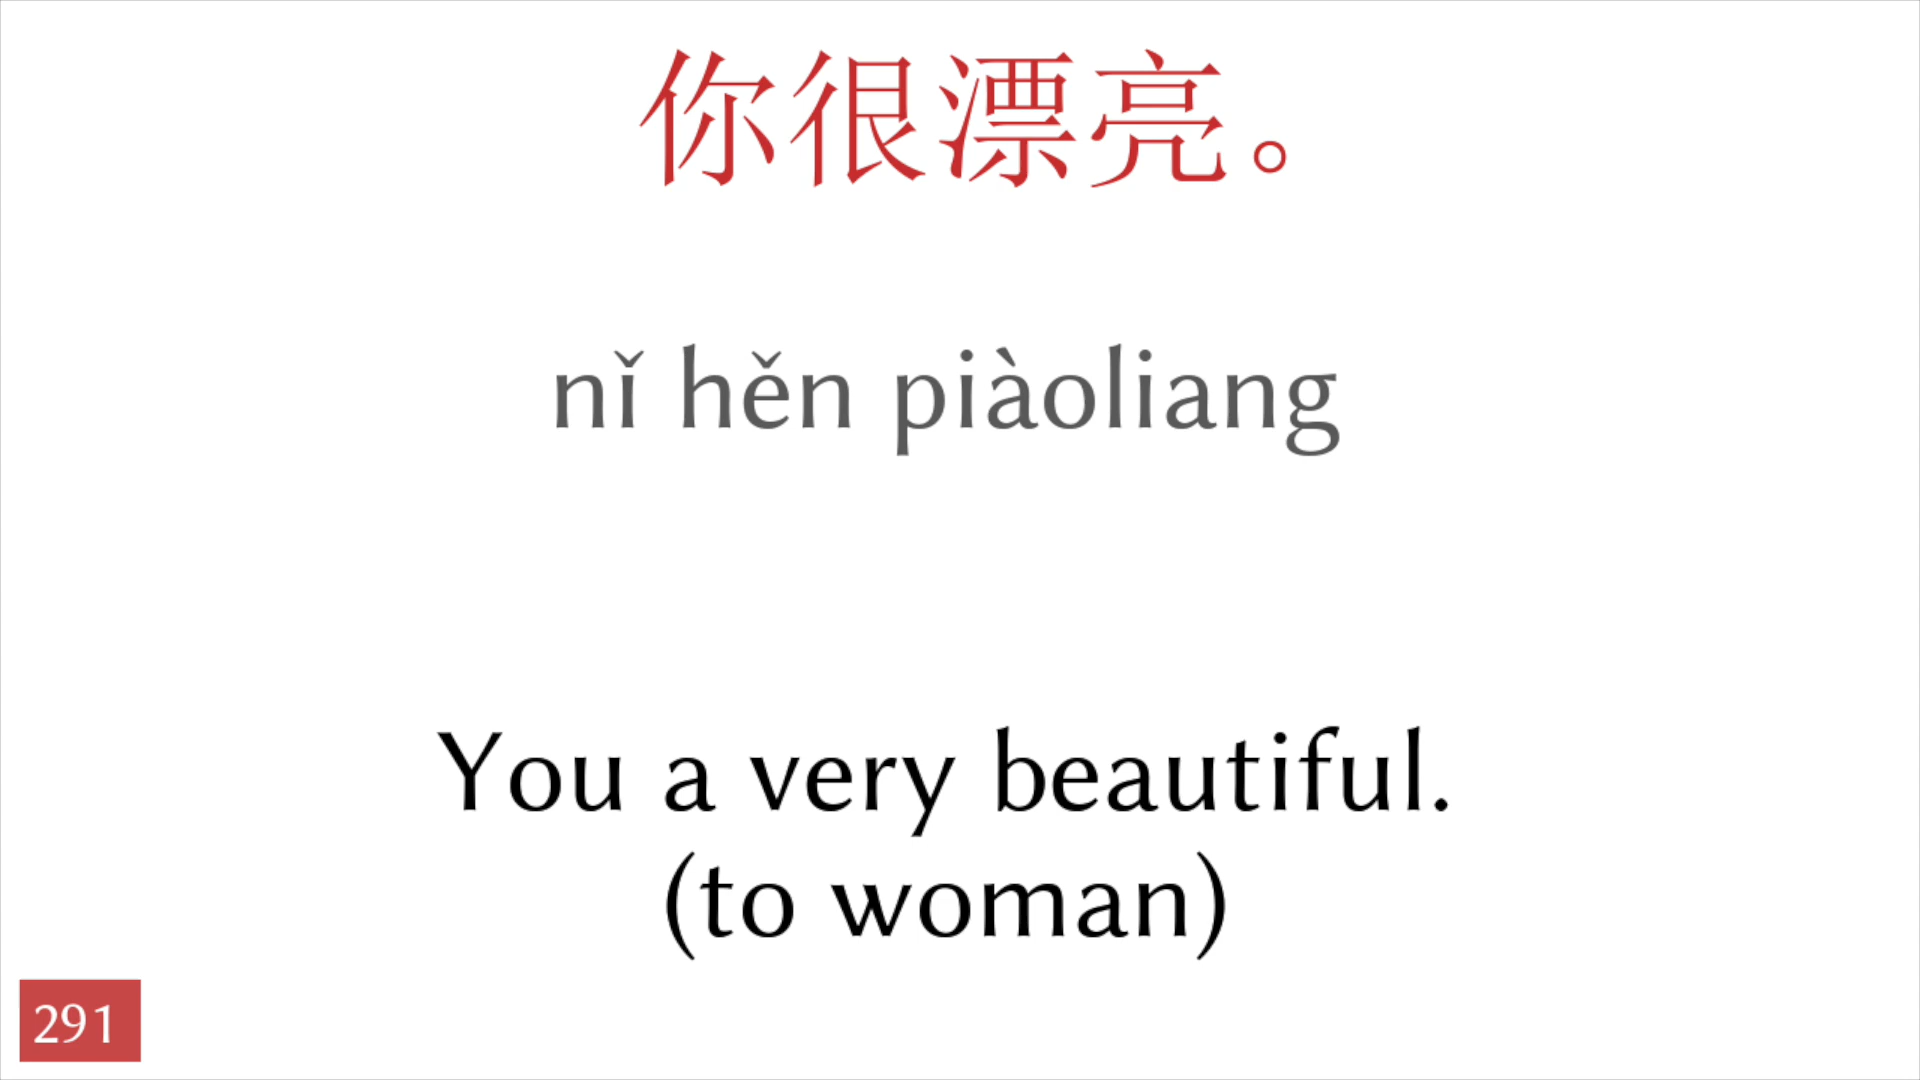 你很漂亮。
nǐ hěn piàoliang
You a very beautiful.
(to woman)
291